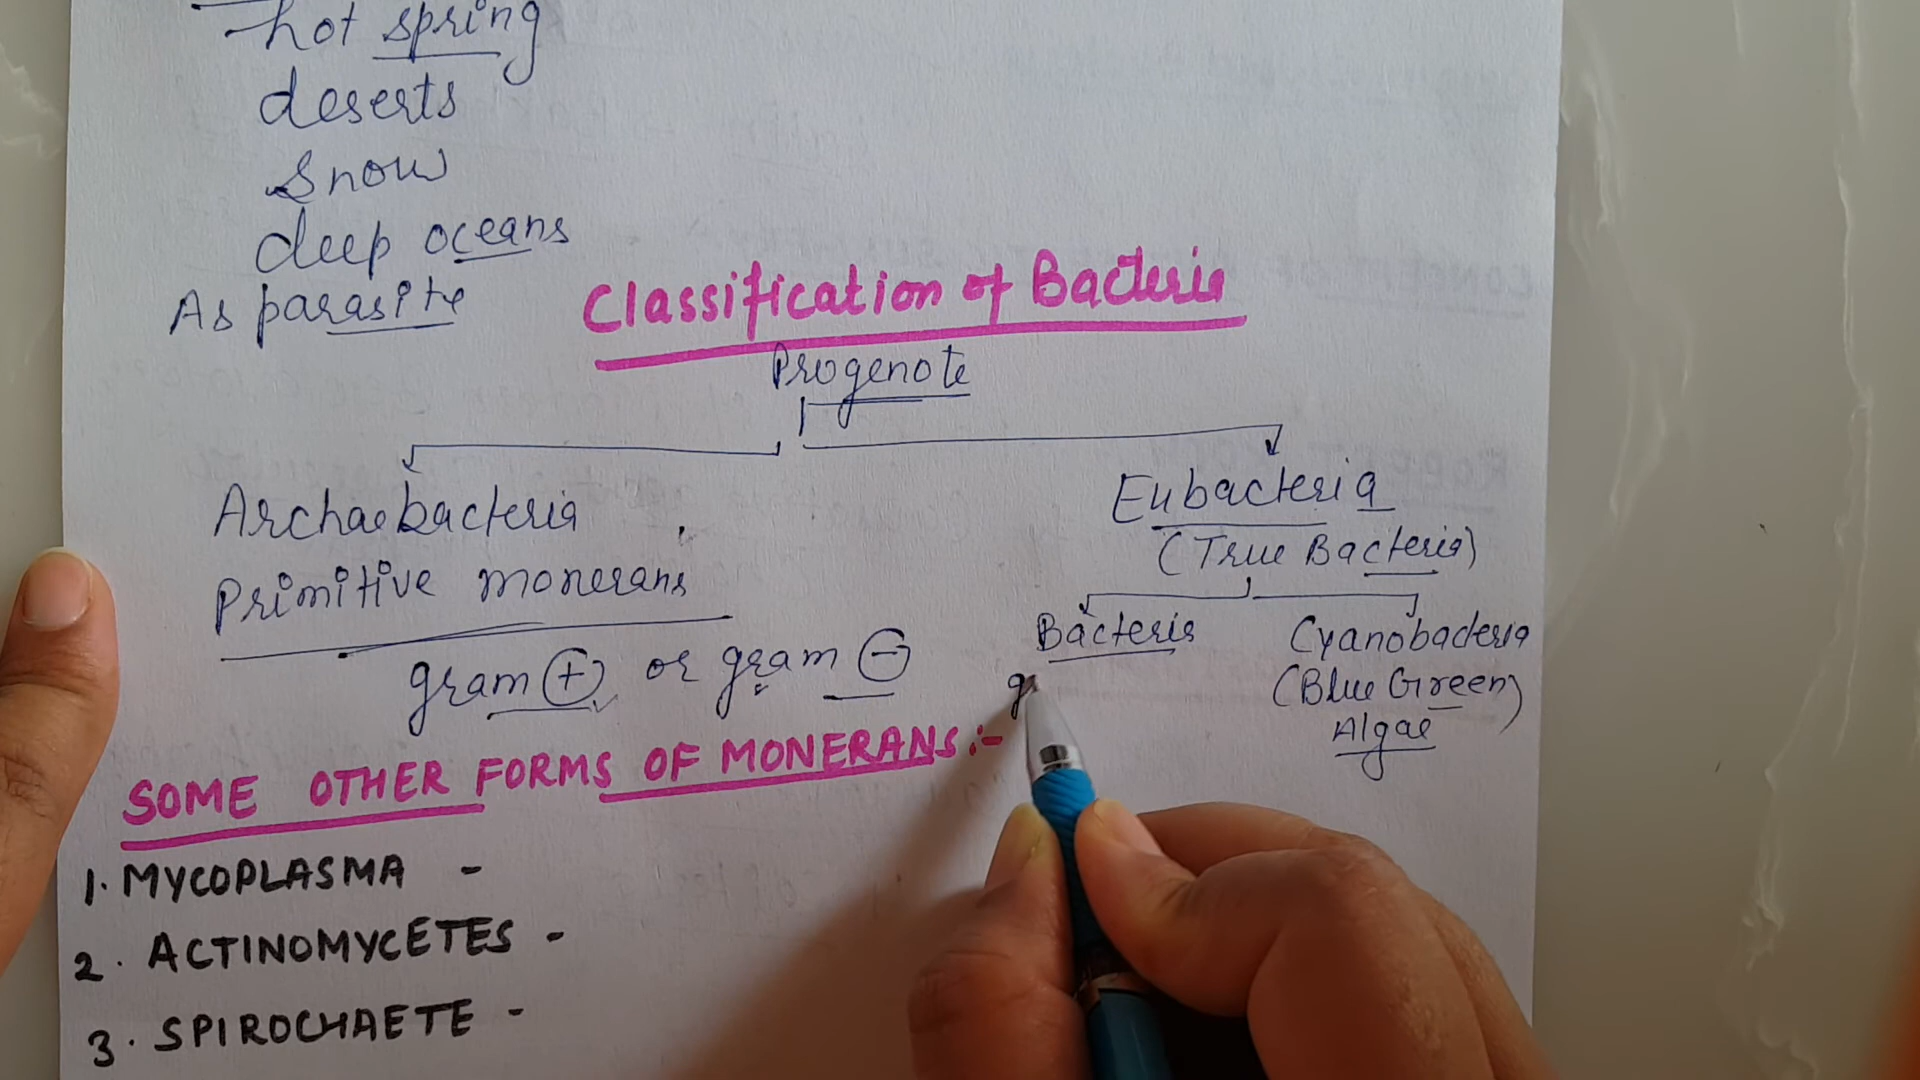 hot spring
deserts
Snow
deep oceans
As parasite
Classification of Bacteria
Progenote
Archaebacteria
Primitive monerans
gram (+) or gram (-)
Eubacteria
(True Bacteria)
Bacteria
g
Cyanobacteria
(Blue Green)
Algae
SOME OTHER FORMS OF MONERANS:-
1. MYCOPLASMA -
2. ACTINOMYCETES -
3. SPIROCHAETE -